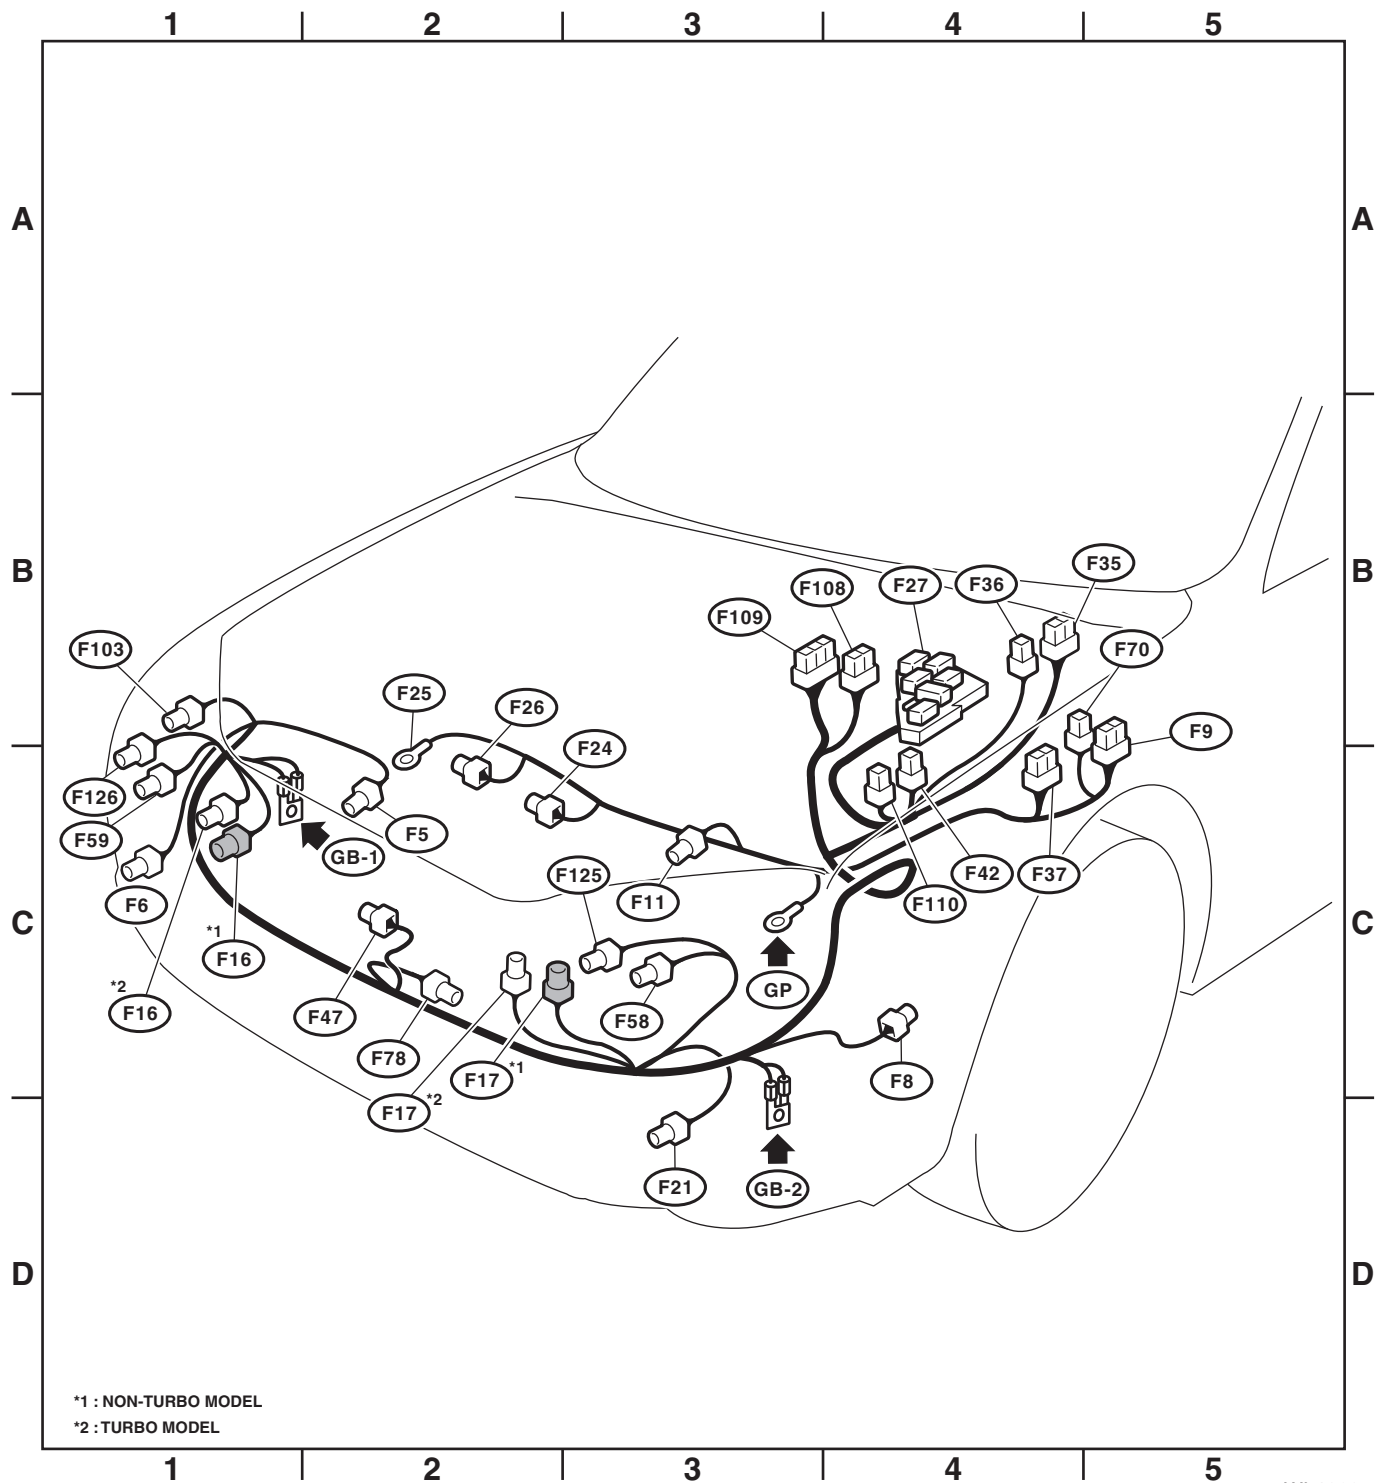 1 2 3 4 5
A A
B B
F35
F108 F27 F36
F109
F103 F70
F25
F26
F9
F24
F126
F5
F59
GB-1
F125 F42 F37
F11 F110
F6
C C
*1
F16
GP
*2
F16 F47 F58
F78
F17 *1 F8
F17 *2
F21 GB-2
D D
*1 : NON-TURBO MODEL
*2 : TURBO MODEL
1 2 3 4 5